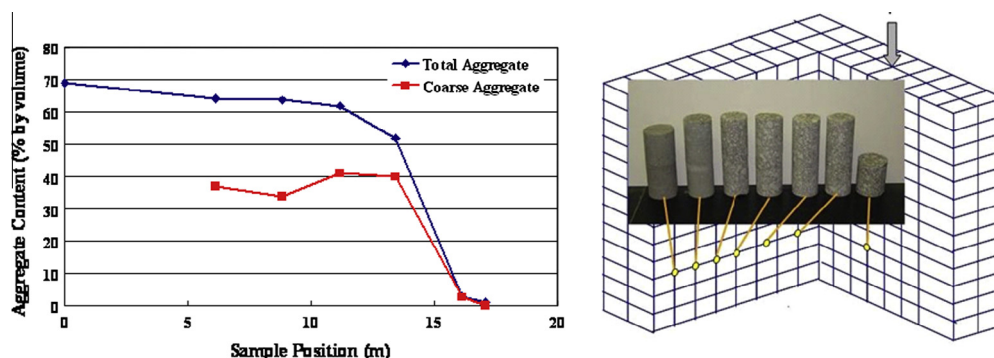 Aggregate Content (% by volume)
80
70
60
50
40
30
20
10
0
Total Aggregate
Coarse Aggregate
0 5 10 15 20
Sample Position (m)